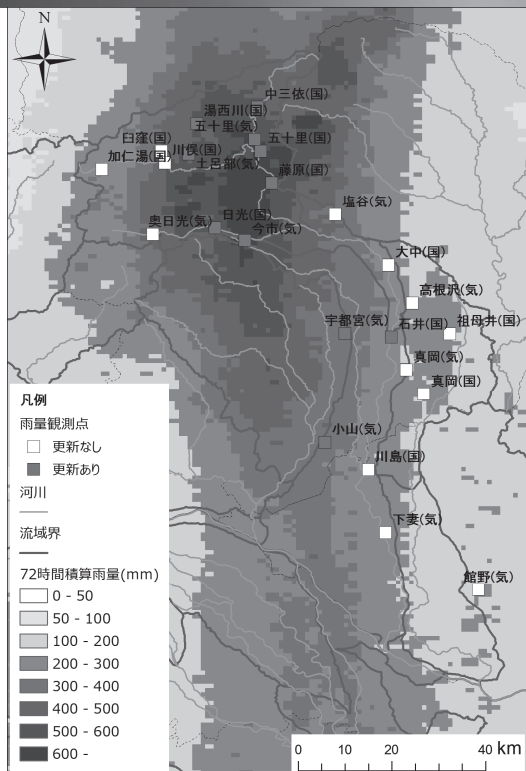 N
中三依(国)
湯西川(国)
五十里(気)
臼窪(国)
川俣(国)
五十里(国)
加仁湯(国)
土呂部(気)
藤原(国)
塩谷(気)
奥日光(気)
日光(国)
今市(気)
大中(国)
高根沢(気)
宇都宮(気)
石井(国)
祖母井(国)
真岡(気)
真岡(国)
小山(気)
川島(国)
下妻(気)
館野(気)
凡例
雨量観測点
更新なし
更新あり
河川
流域界
72時間積算雨量(mm)
0 - 50
50 - 100
100 - 200
200 - 300
300 - 400
400 - 500
500 - 600
600 -
0 10 20 40 km